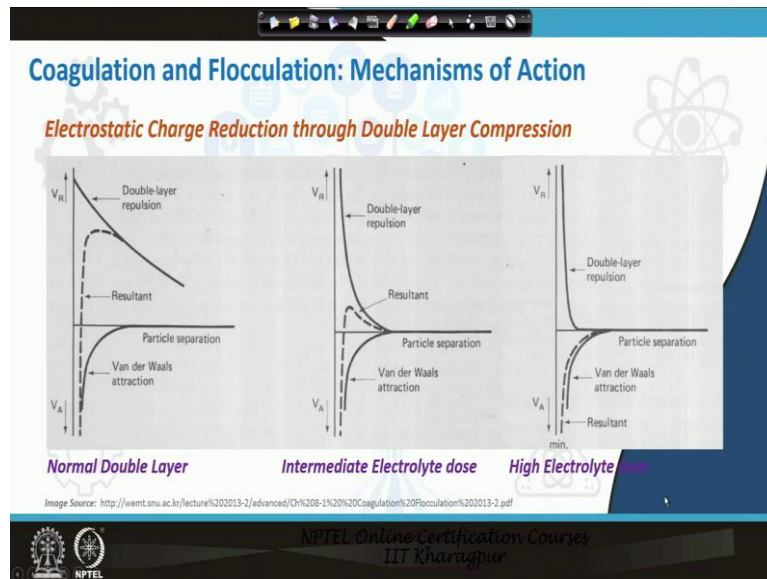 Coagulation and Flocculation: Mechanisms of Action
Electrostatic Charge Reduction through Double Layer Compression
VR
Double-layer
repulsion
Resultant
Particle separation
Van der Waals
attraction
VA
VR
Double-layer
repulsion
Resultant
Particle separation
Van der Waals
attraction
VA
VR
Double-layer
repulsion
Particle separation
Van der Waals
attraction
VA
Resultant
min.
Normal Double Layer
Intermediate Electrolyte dose
High Electrolyte dose
Image Source: http://wemt.snu.ac.kr/lecture%202013-2/advanced/Ch%208-1%20%20Coagulation%20Flocculation%202013-2.pdf
NPTEL Online Certification Courses
IIT Kharagpur
NPTEL